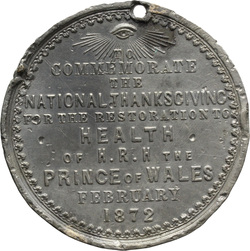 TO
COMMEMORATE
THE
NATIONAL THANKSGIVING
FOR THE RESTORATION TO
HEALTH
OF H.R.H THE
PRINCE OF WALES
FEBRUARY
1872